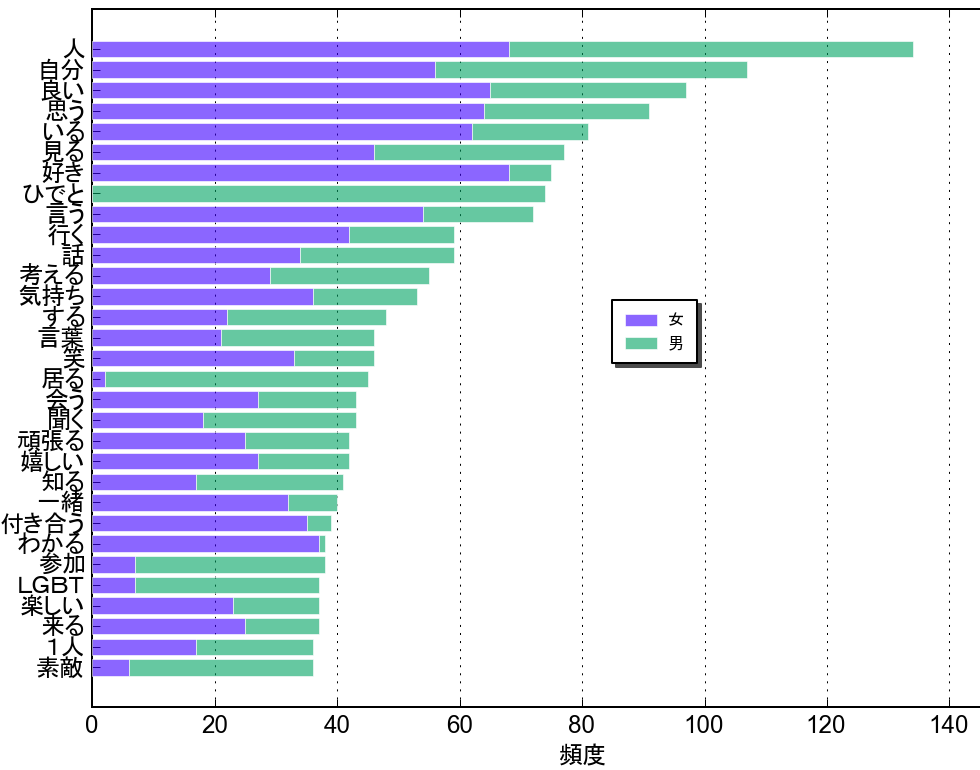 人
自分
良い
思う
いる
見る
好き
ひでと
言う
行く
話
考える
気持ち
する
言葉
笑
居る
会う
聞く
頑張る
嬉しい
知る
一緒
付き合う
わかる
参加
LGBT
楽しい
来る
1人
素敵
女
男
0 20 40 60 80 100 120 140
頻度